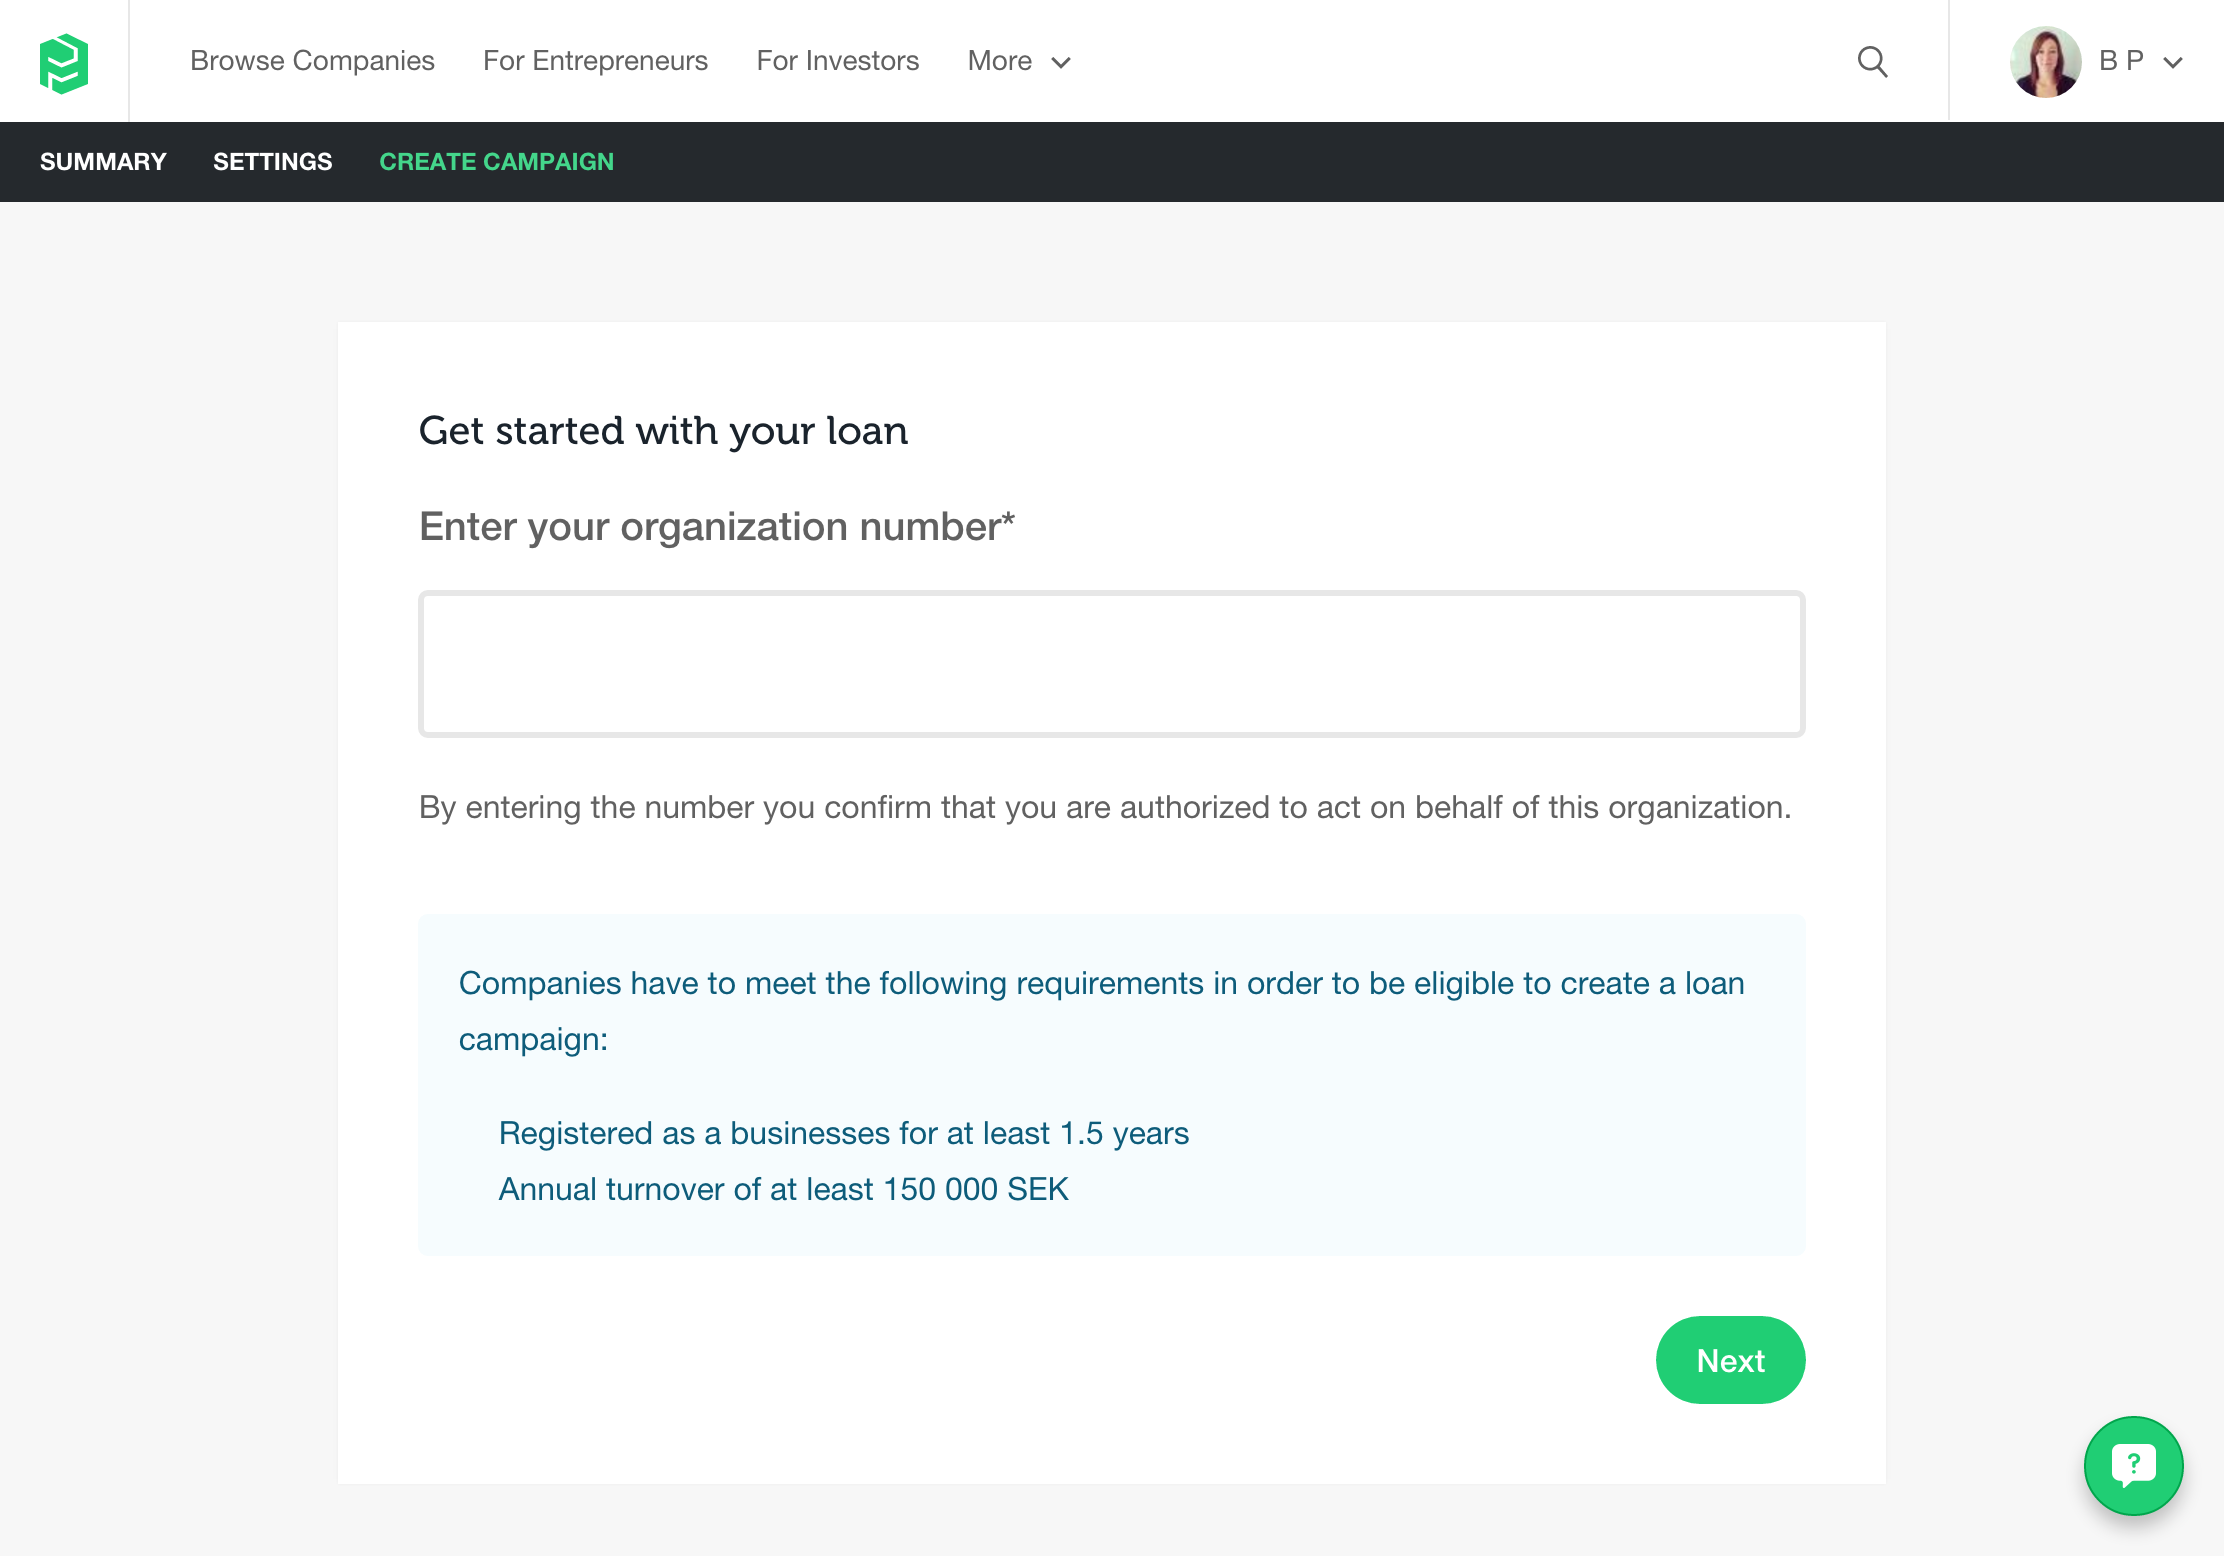 Browse Companies
For Entrepreneurs
For Investors
More
B P
SUMMARY
SETTINGS
CREATE CAMPAIGN
Get started with your loan
Enter your organization number*
By entering the number you confirm that you are authorized to act on behalf of this organization.
Companies have to meet the following requirements in order to be eligible to create a loan
campaign:
Registered as a businesses for at least 1.5 years
Annual turnover of at least 150 000 SEK
Next
?